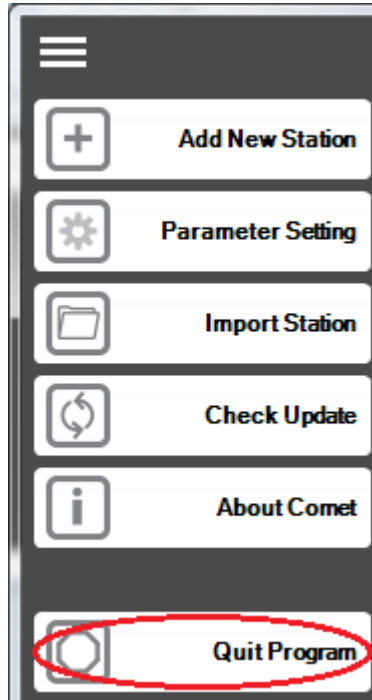 Add New Station
Parameter Setting
Import Station
Check Update
About Comet
Quit Program